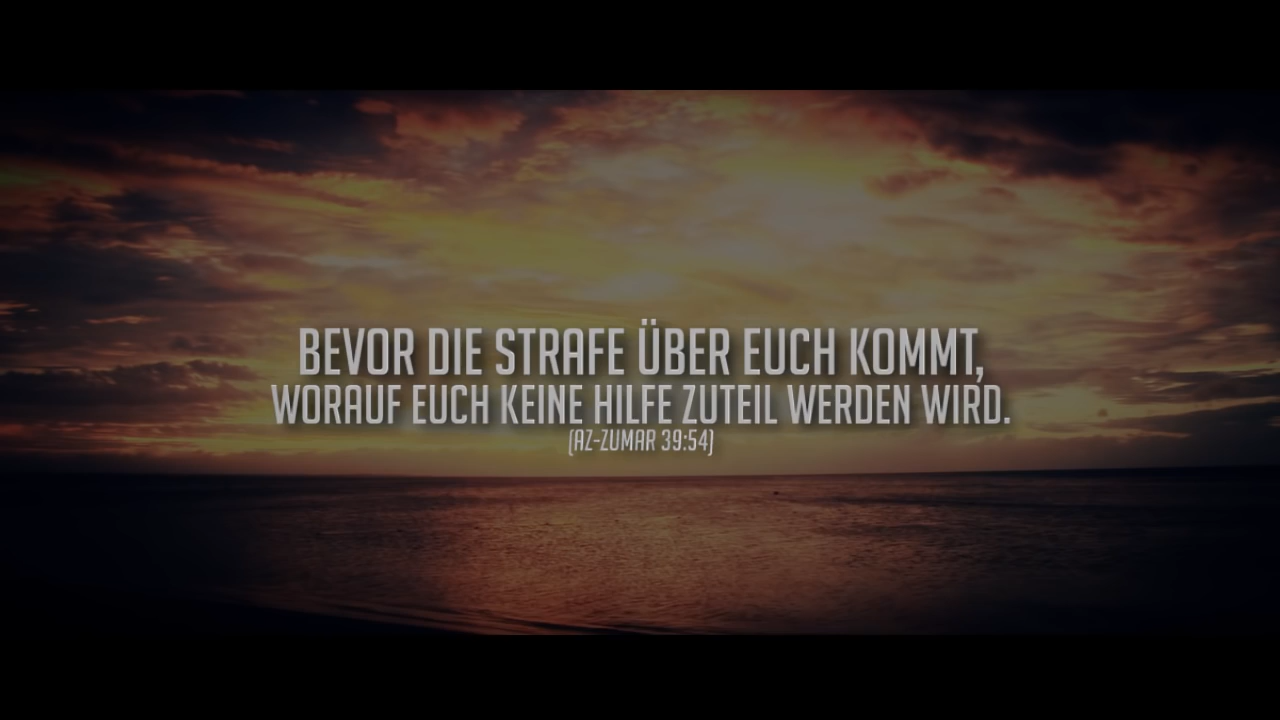 BEVOR DIE STRAFE ÜBER EUCH KOMMT,
WORAUF EUCH KEINE HILFE ZUTEIL WERDEN WIRD.
(AZ-ZUMAR 39:54)